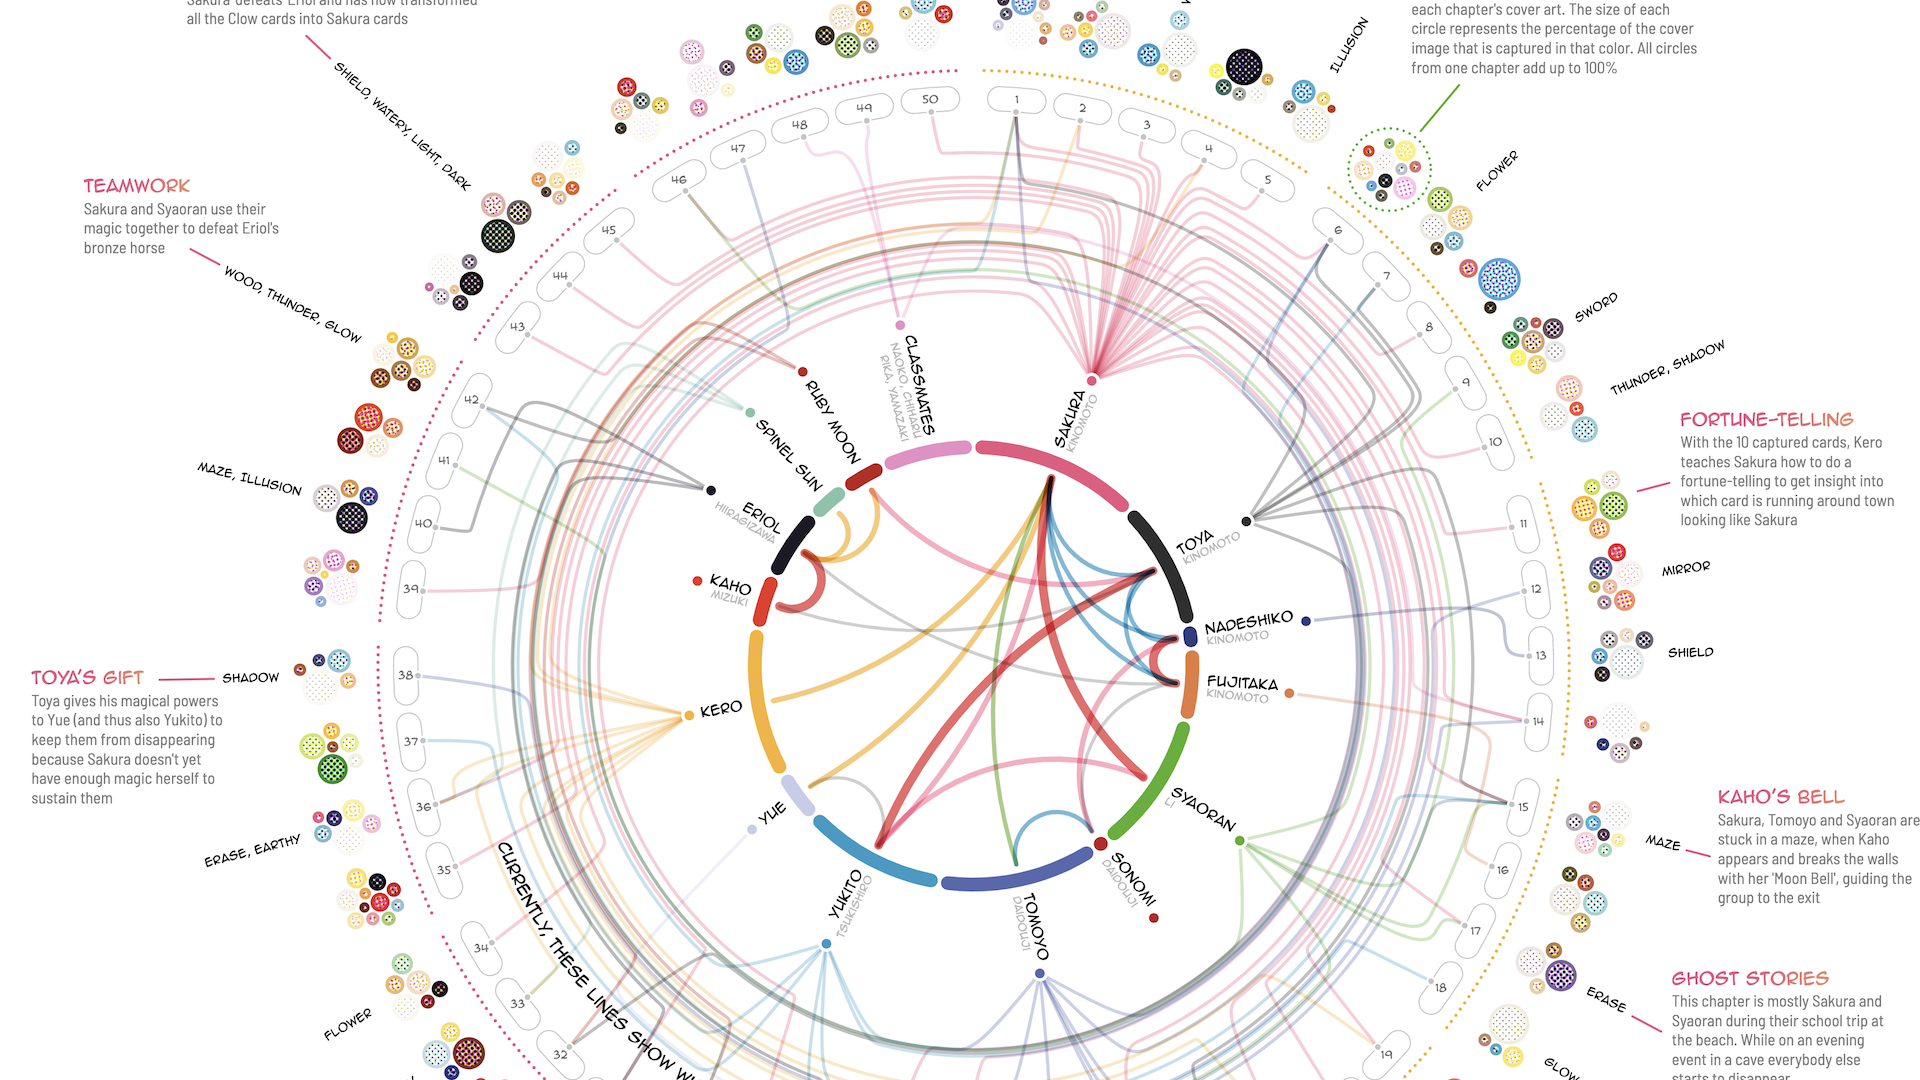 Sakura 'defeats' Eriol and has now transformed
all the Clow cards into Sakura cards
SHIELD, WATERY, LIGHT, DARK
TEAMWORK
Sakura and Syaoran use their
magic together to defeat Eriol's
bronze horse
WOOD, THUNDER, GLOW
MAZE, ILLUSION
TOYA'S GIFT
SHADOW
Toya gives his magical powers
to Yue (and thus also Yukito) to
keep them from disappearing
because Sakura doesn't yet
have enough magic herself to
sustain them
ERASE, EARTHY
FLOWER
each chapter's cover art. The size of each
circle represents the percentage of the cover
image that is captured in that color. All circles
from one chapter add up to 100%
ILLUSION
FLOWER
SWORD
THUNDER, SHADOW
FORTUNE-TELLING
With the 10 captured cards, Kero
teaches Sakura how to do a
fortune-telling to get insight into
which card is running around town
looking like Sakura
MIRROR
SHIELD
KAHO'S BELL
Sakura, Tomoyo and Syaoran are
stuck in a maze, when Kaho
appears and breaks the walls
with her 'Moon Bell', guiding the
group to the exit
MAZE
ERASE
GHOST STORIES
This chapter is mostly Sakura and
Syaoran during their school trip at
the beach. While on an evening
event in a cave everybody else
starts to disappear
GLOW
1
2
3
4
5
6
7
8
9
10
11
12
13
14
15
16
17
18
19
32
33
34
35
36
37
38
39
40
41
42
43
44
45
46
47
48
49
50
SAKURA
KINOMOTO
TOYA
KINOMOTO
NADESHIKO
KINOMOTO
FUJITAKA
KINOMOTO
SYAORAN
LI
SONOMI
DAIDOUJI
TOMOYO
DAIDOUJI
YUKITO
TSUKISHIRO
YUE
KERO
KAHO
MIZUKI
ERIOL
HIIRAGIZAWA
SPINEL SUN
RUBY MOON
CLASSMATES
NAOKO, CHIHARU
RIKA, YAMAZAKI
CURRENTLY, THESE LINES SHOW